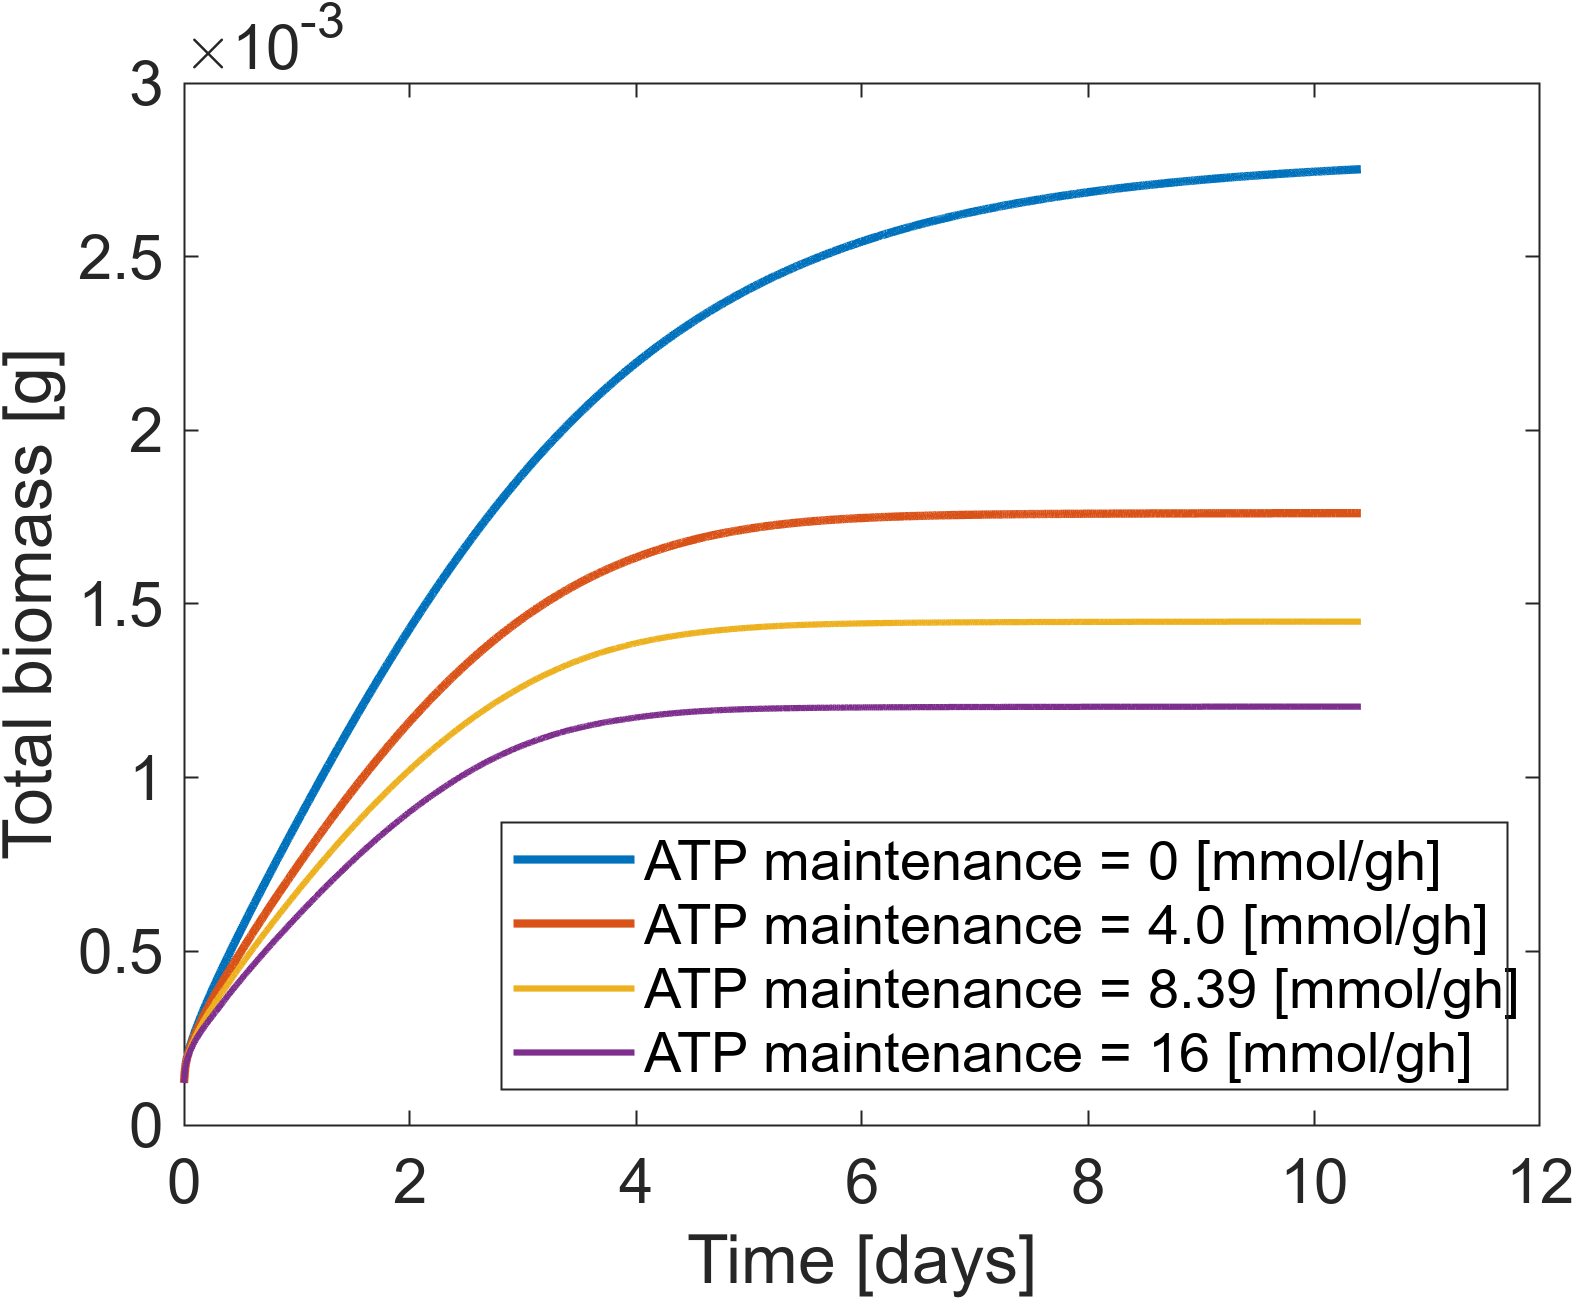 ×10-3
3
2.5
2
1.5
1
0.5
0
0 2 4 6 8 10 12
Total biomass [g]
Time [days]
ATP maintenance = 0 [mmol/gh]
ATP maintenance = 4.0 [mmol/gh]
ATP maintenance = 8.39 [mmol/gh]
ATP maintenance = 16 [mmol/gh]